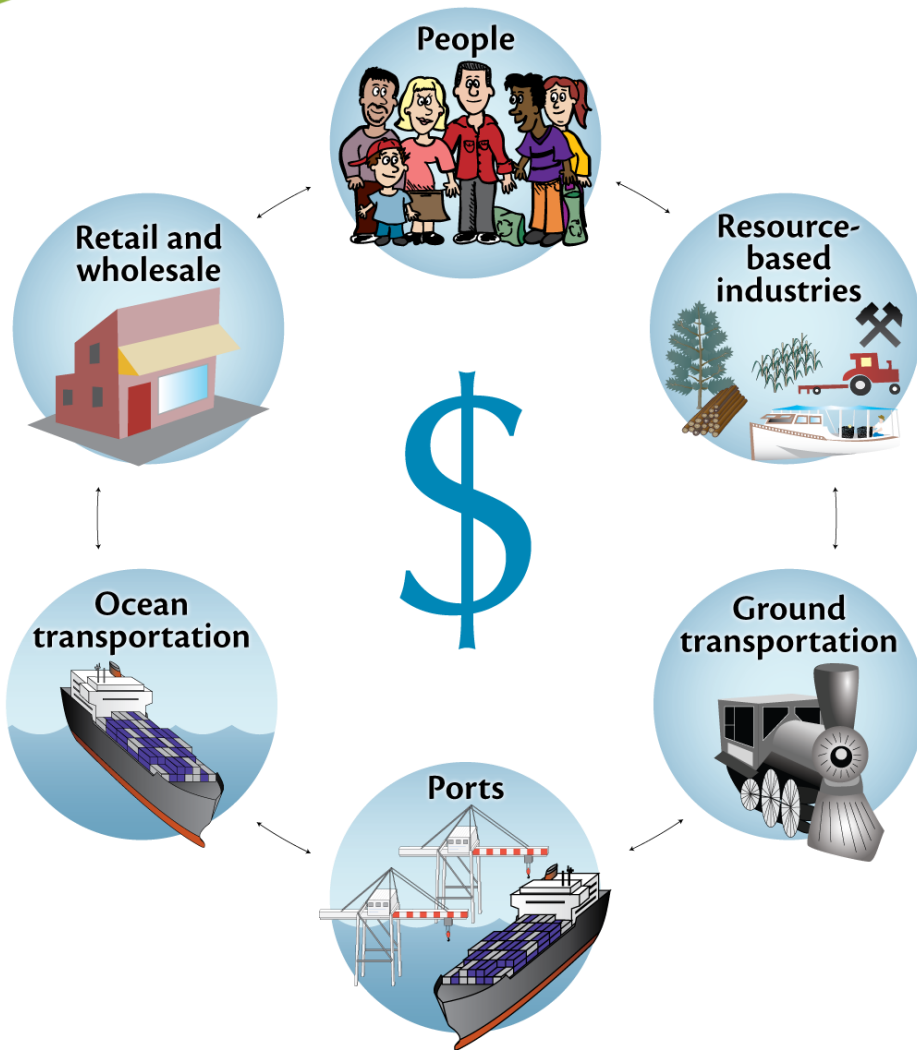 People
Retail and
wholesale
Resource-
based
industries
$
Ocean
transportation
Ground
transportation
Ports